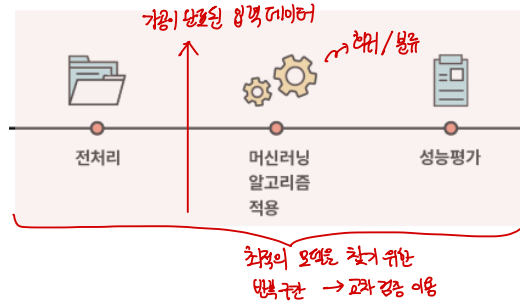 가공이 완료된 입력 데이터
회귀/분류
전처리
머신러닝
알고리즘
적용
성능평가
최적의 모델을 찾기 위한
반복 구간 → 교차 검증 이용